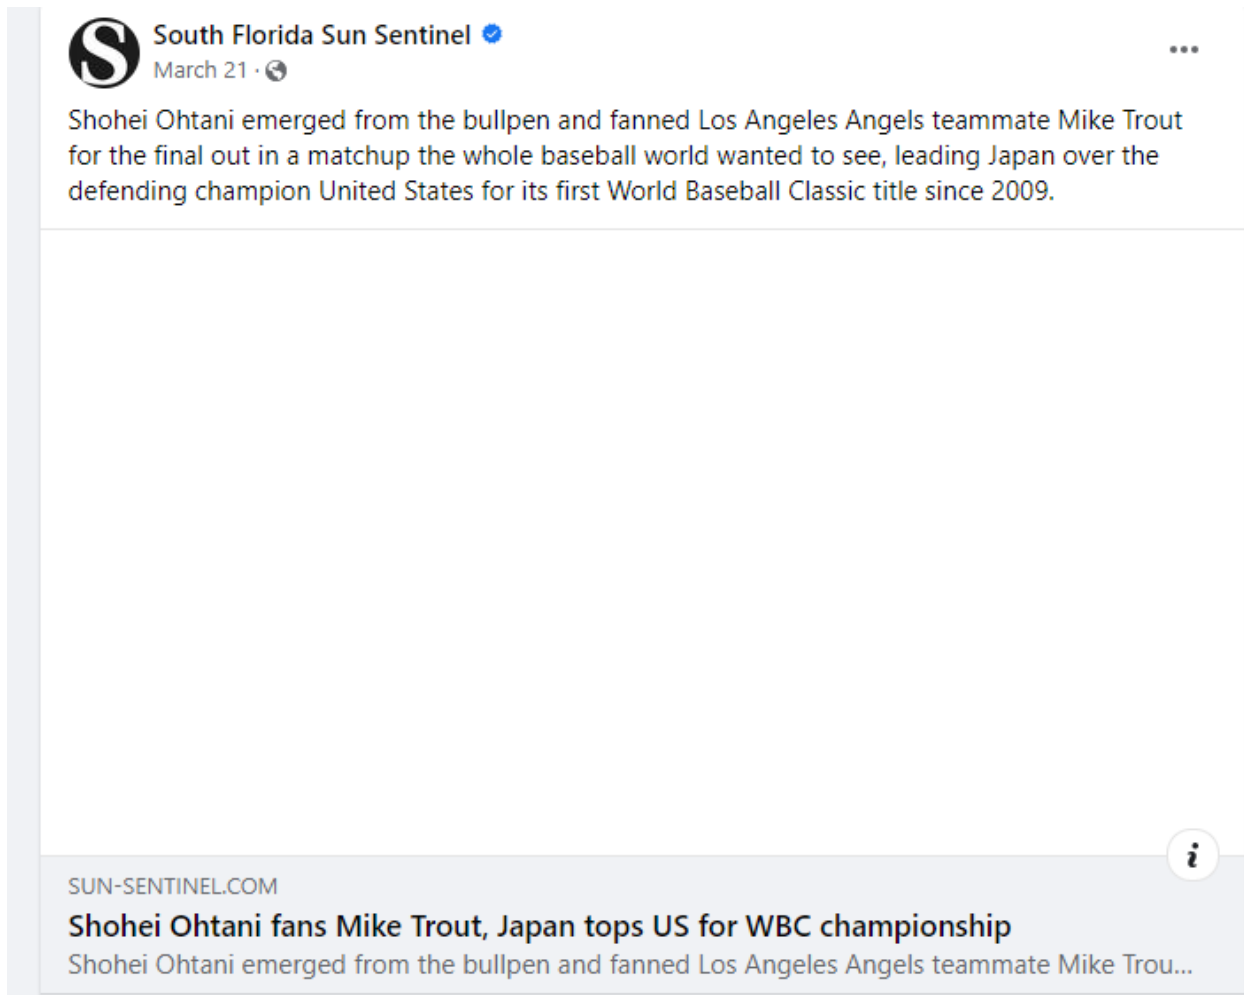 South Florida Sun Sentinel
March 21 ·
Shohei Ohtani emerged from the bullpen and fanned Los Angeles Angels teammate Mike Trout
for the final out in a matchup the whole baseball world wanted to see, leading Japan over the
defending champion United States for its first World Baseball Classic title since 2009.
i
SUN-SENTINEL.COM
Shohei Ohtani fans Mike Trout, Japan tops US for WBC championship
Shohei Ohtani emerged from the bullpen and fanned Los Angeles Angels teammate Mike Trou...